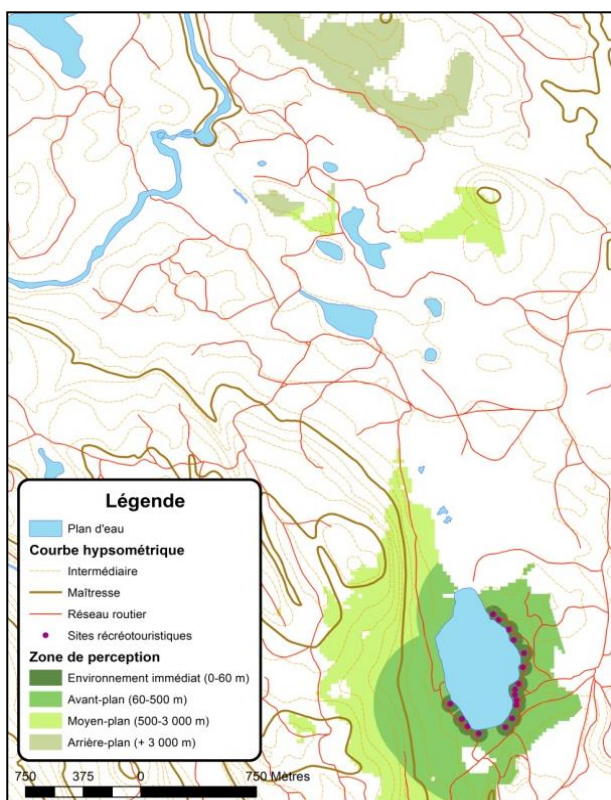 Légende
Plan d'eau
Courbe hypsométrique
Intermédiaire
Maîtresse
Réseau routier
Sites récréotouristiques
Zone de perception
Environnement immédiat (0-60 m)
Avant-plan (60-500 m)
Moyen-plan (500-3 000 m)
Arrière-plan (+ 3 000 m)
750 375 0 750 Mètres